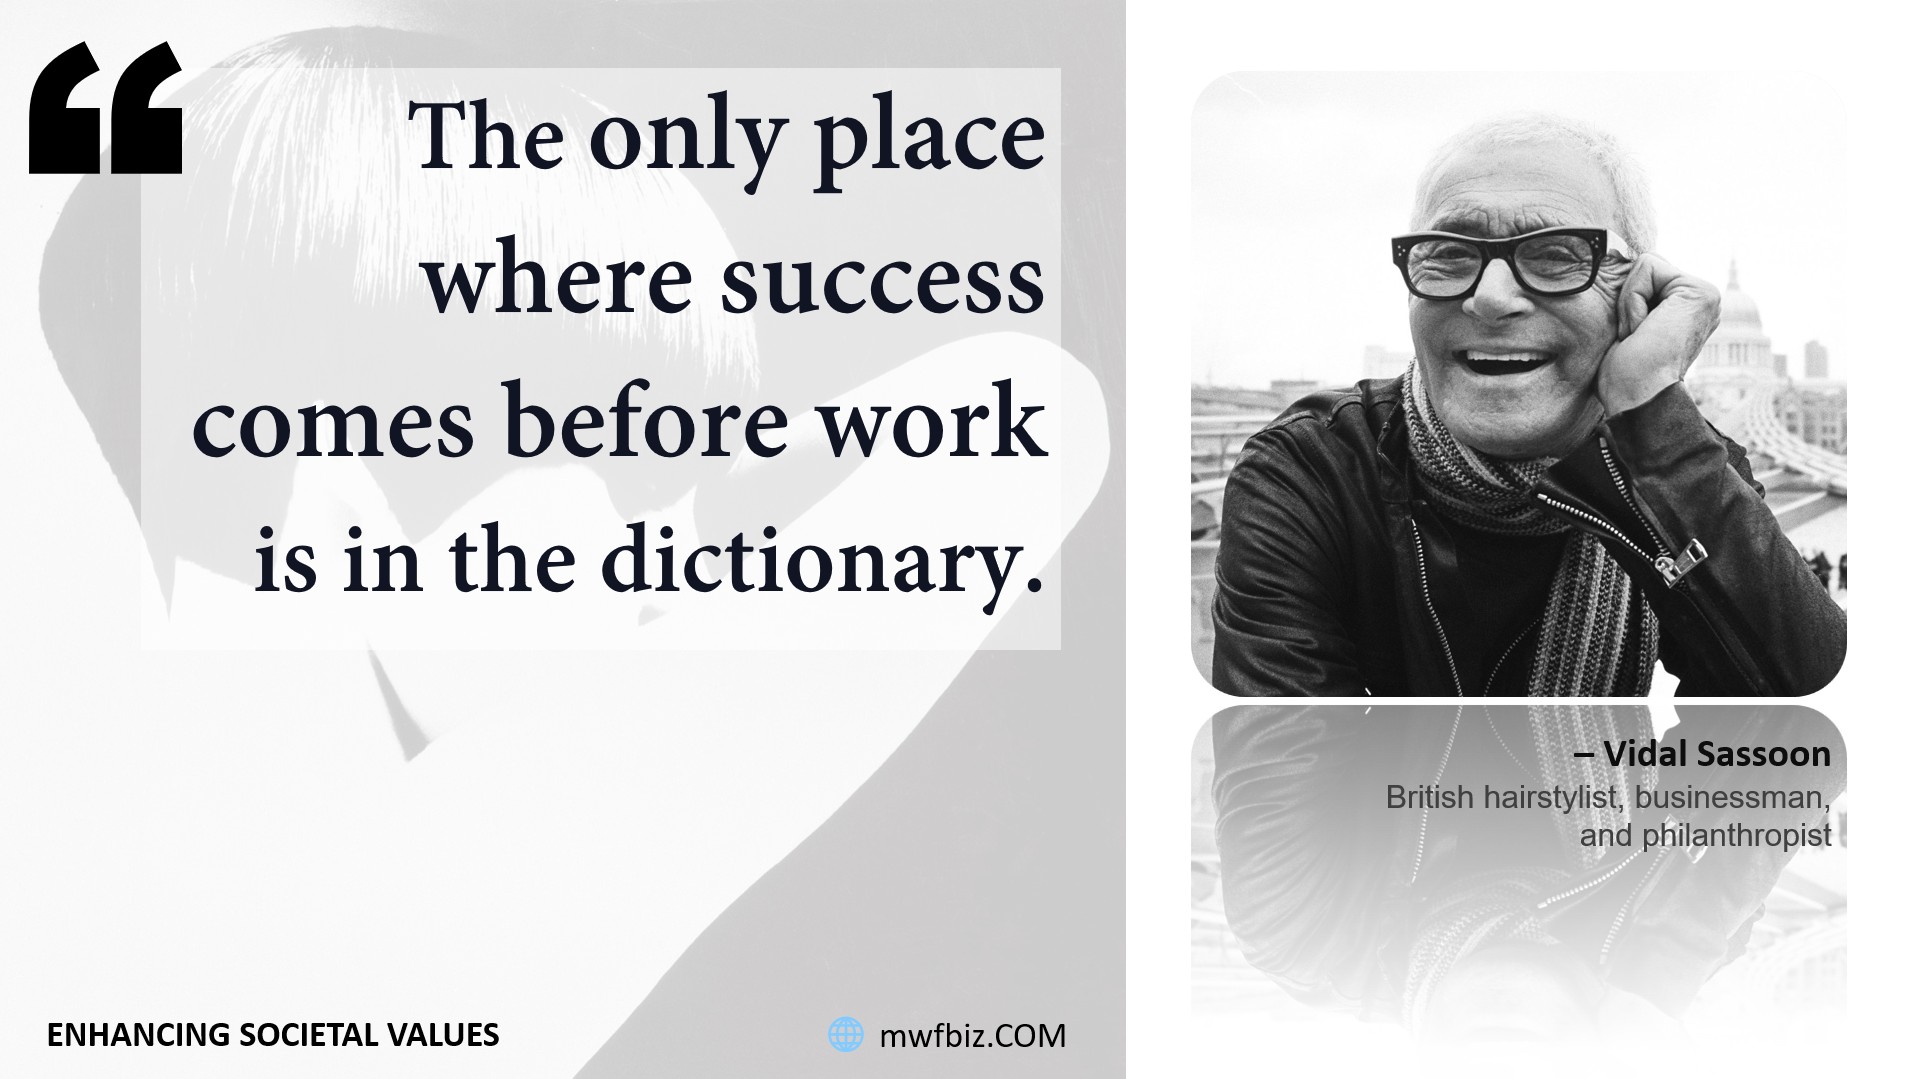 “
The only place
where success
comes before work
is in the dictionary.
– Vidal Sassoon
British hairstylist, businessman,
and philanthropist
ENHANCING SOCIETAL VALUES
mwfbiz.COM